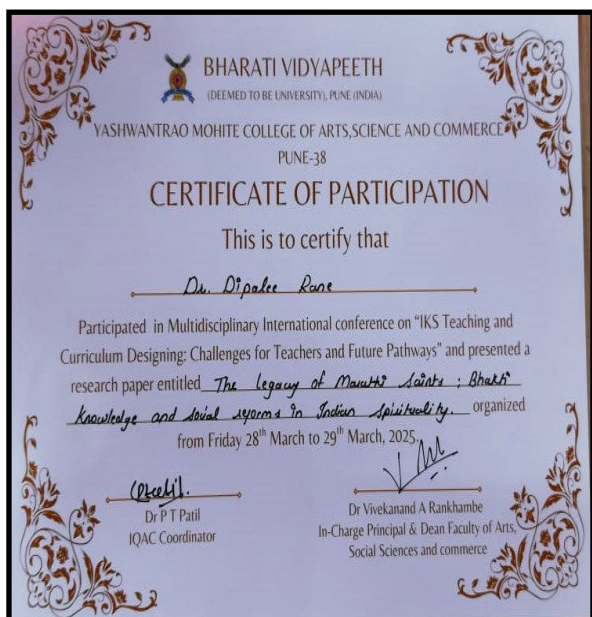 BHARATI VIDYAPEETH
(DEEMED TO BE UNIVERSITY), PUNE (INDIA)
YASHWANTRAO MOHITE COLLEGE OF ARTS,SCIENCE AND COMMERCE
PUNE-38
CERTIFICATE OF PARTICIPATION
This is to certify that
Dr. Dipalee Rane
Participated in Multidisciplinary International conference on "IKS Teaching and
Curriculum Designing: Challenges for Teachers and Future Pathways" and presented a
research paper entitled The legacy of Marathi Saints ; Bhakti
Knowledge and social reforms in Indian Spirituality. organized
from Friday 28th March to 29th March, 2025.
Dr P T Patil
IQAC Coordinator
Dr Vivekanand A Rankhambe
In-Charge Principal & Dean Faculty of Arts,
Social Sciences and commerce